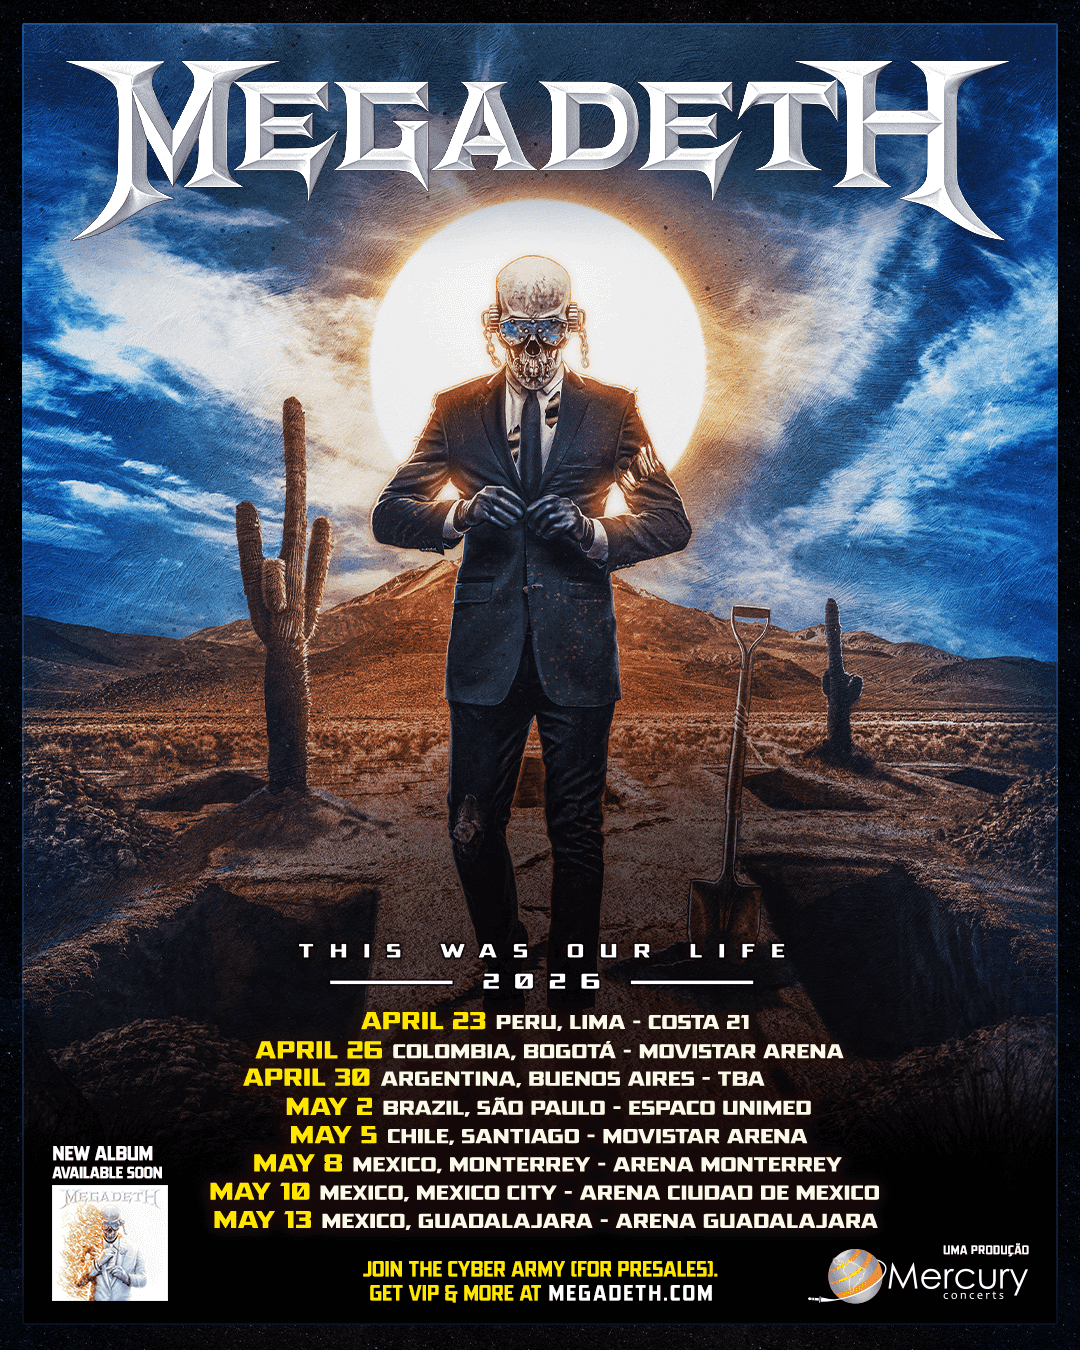 MEGADETH
THIS WAS OUR LIFE
2026
APRIL 23 PERU, LIMA - COSTA 21
APRIL 26 COLOMBIA, BOGOTÁ - MOVISTAR ARENA
APRIL 30 ARGENTINA, BUENOS AIRES - TBA
MAY 2 BRAZIL, SÃO PAULO - ESPACO UNIMED
MAY 5 CHILE, SANTIAGO - MOVISTAR ARENA
MAY 8 MEXICO, MONTERREY - ARENA MONTERREY
MAY 10 MEXICO, MEXICO CITY - ARENA CIUDAD DE MEXICO
MAY 13 MEXICO, GUADALAJARA - ARENA GUADALAJARA
NEW ALBUM
AVAILABLE SOON
MEGADETH
JOIN THE CYBER ARMY (FOR PRESALES).
GET VIP & MORE AT MEGADETH.COM
UMA PRODUÇÃO
Mercury
concerts